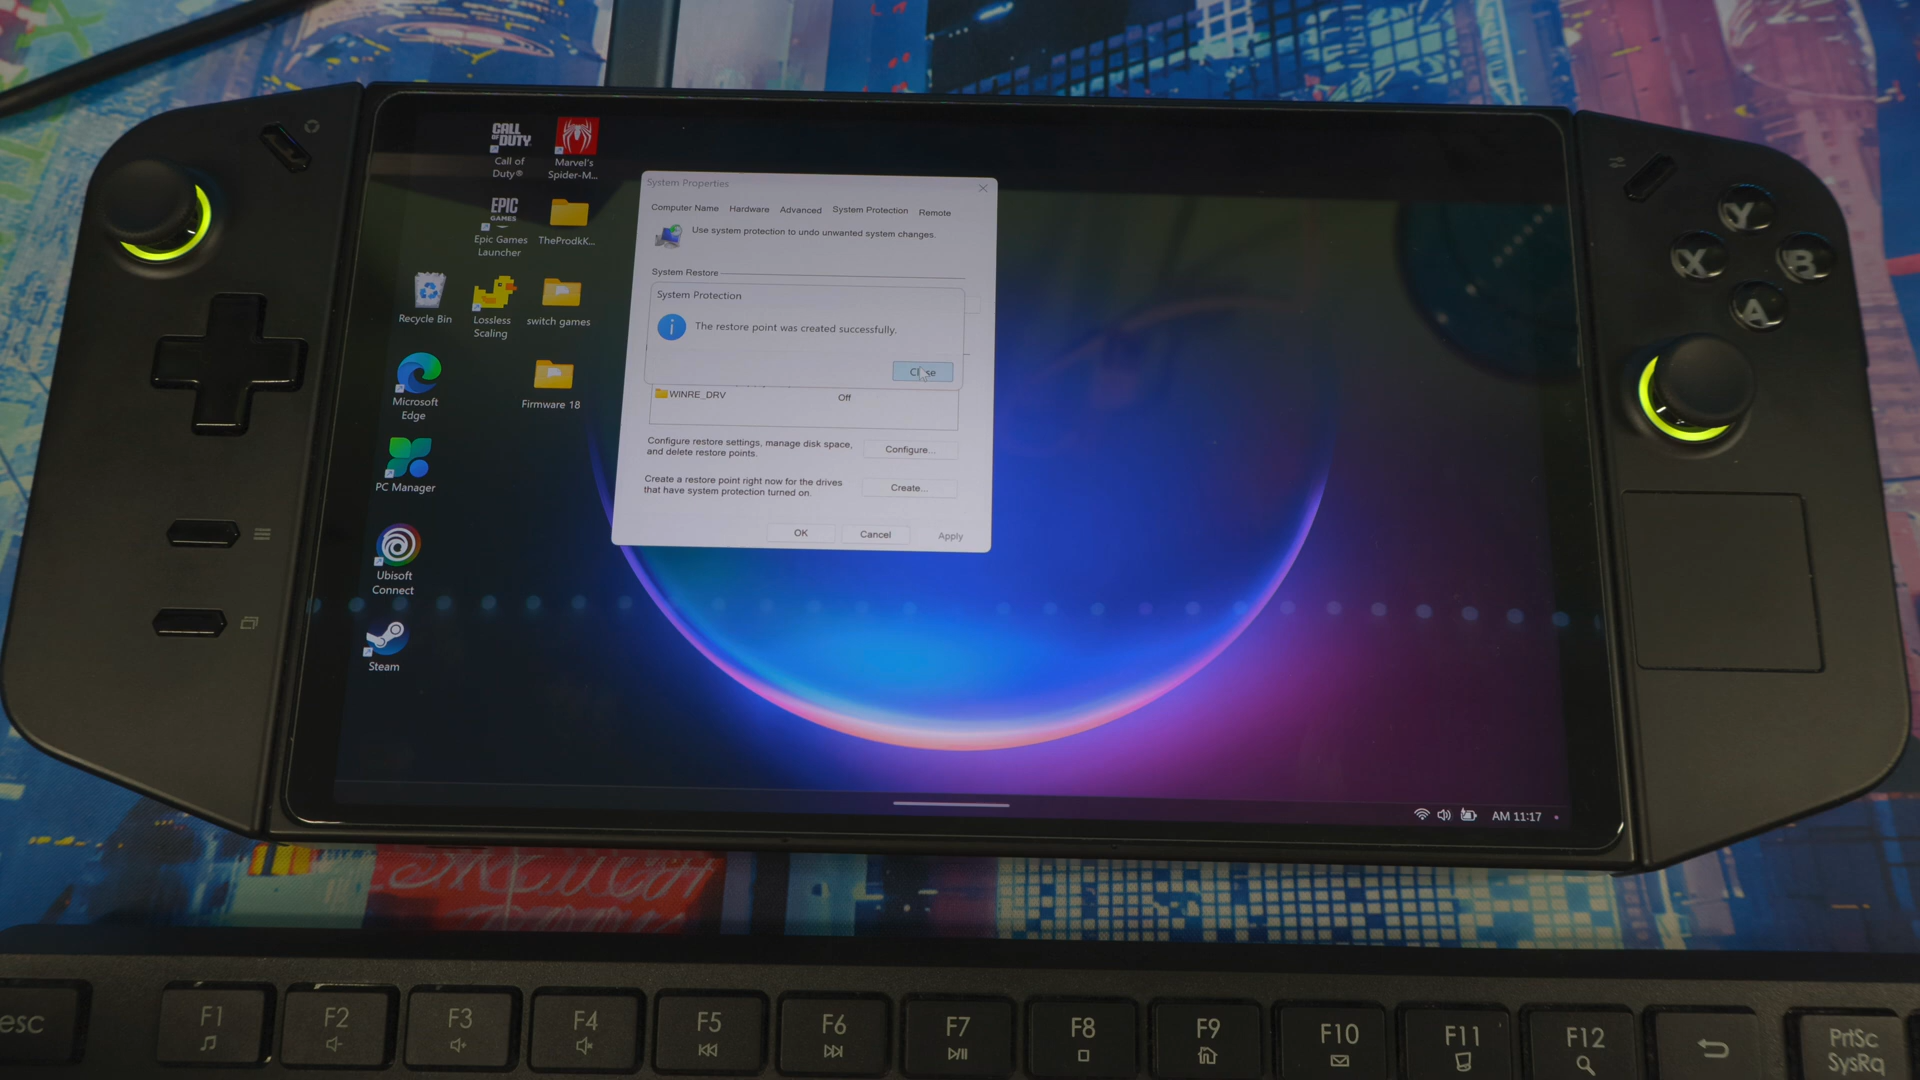 CALL OF DUTY
Call of
Duty®
Marvel's
Spider-M...
EPIC
GAMES
Epic Games
Launcher
TheProdkK...
Recycle Bin
Lossless
Scaling
switch games
Microsoft
Edge
Firmware 18
PC Manager
Ubisoft
Connect
Steam
System Properties
Computer Name Hardware Advanced System Protection Remote
Use system protection to undo unwanted system changes.
System Restore
System Protection
The restore point was created successfully.
Close
WINRE_DRV Off
Configure restore settings, manage disk space,
and delete restore points.
Configure...
Create a restore point right now for the drives
that have system protection turned on.
Create...
OK Cancel Apply
AM 11:17
Y
X
B
A
esc F1 F2 F3 F4 F5 F6 F7 F8 F9 F10 F11 F12 PrtSc
SysRq